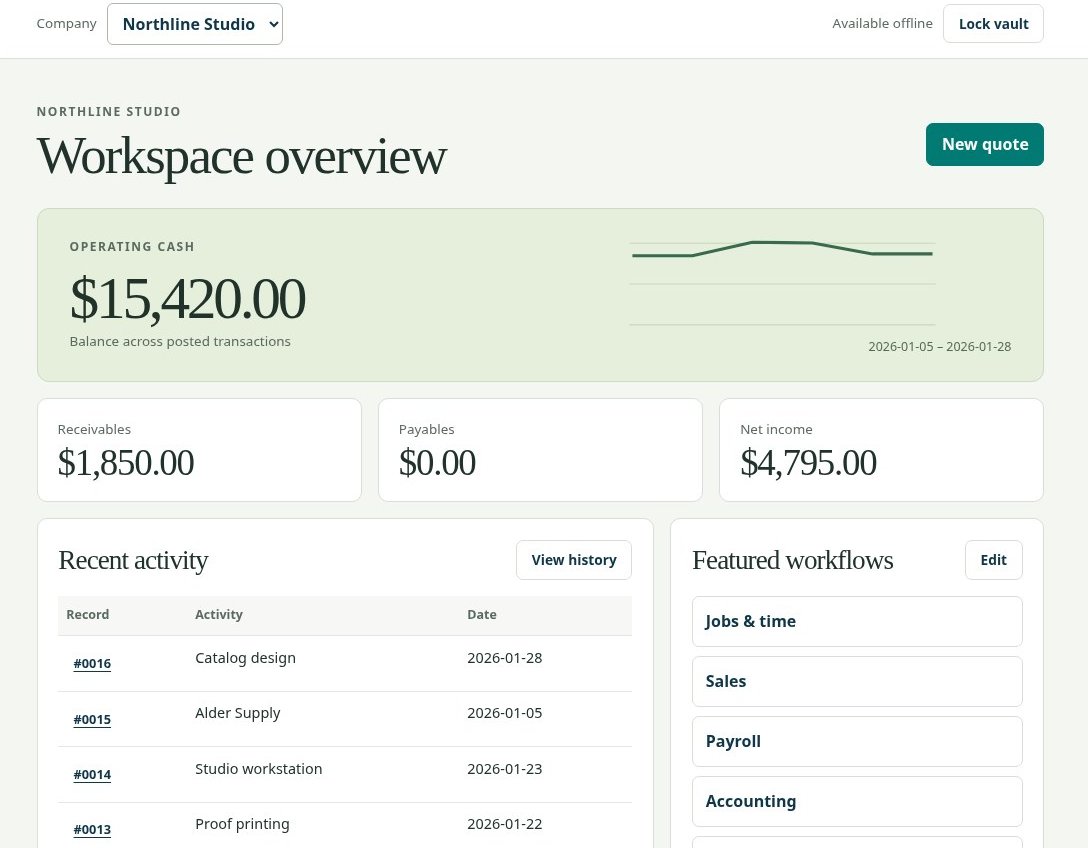 Company Northline Studio Available offline Lock vault
NORTHLINE STUDIO
Workspace overview
New quote
OPERATING CASH
$15,420.00
Balance across posted transactions
2026-01-05 – 2026-01-28
Receivables
$1,850.00
Payables
$0.00
Net income
$4,795.00
Recent activity
View history
Record Activity Date
#0016 Catalog design 2026-01-28
#0015 Alder Supply 2026-01-05
#0014 Studio workstation 2026-01-23
#0013 Proof printing 2026-01-22
Featured workflows
Edit
Jobs & time
Sales
Payroll
Accounting